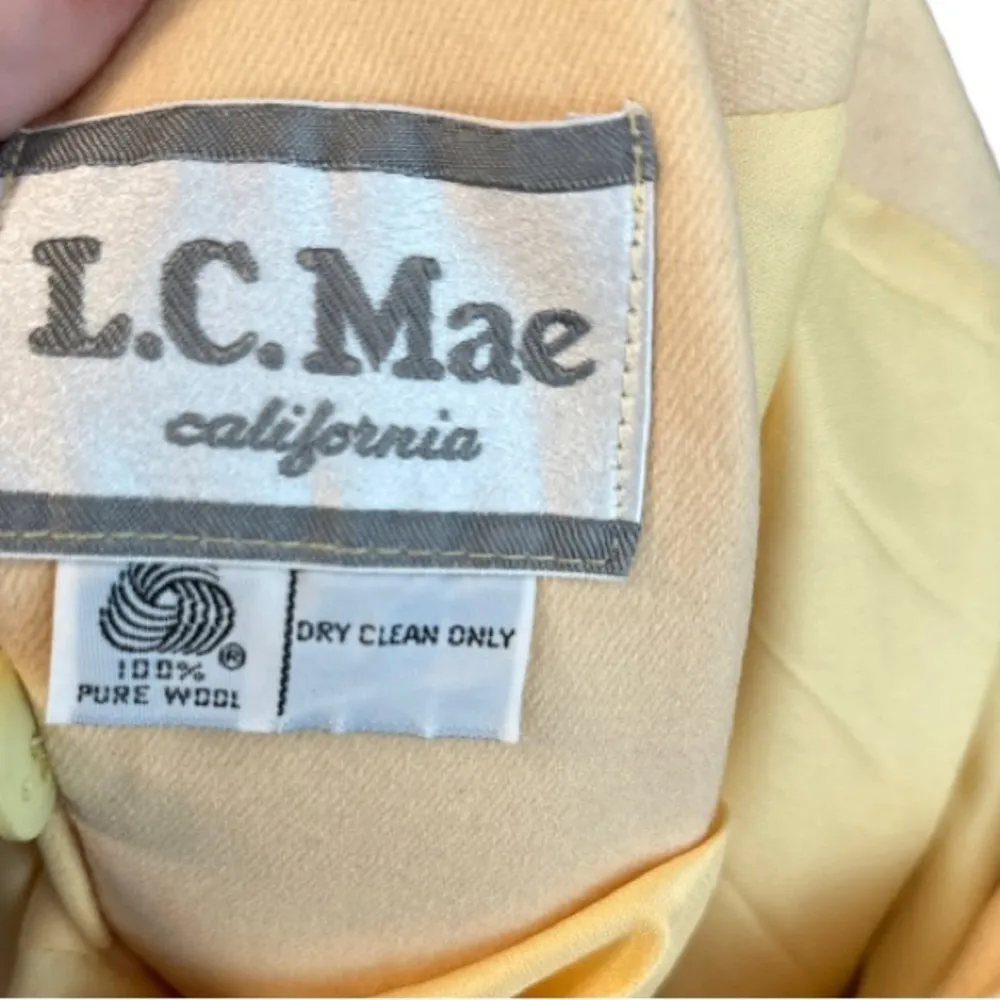 L.C. Mae
california
100% ®
PURE WOOL
DRY CLEAN ONLY